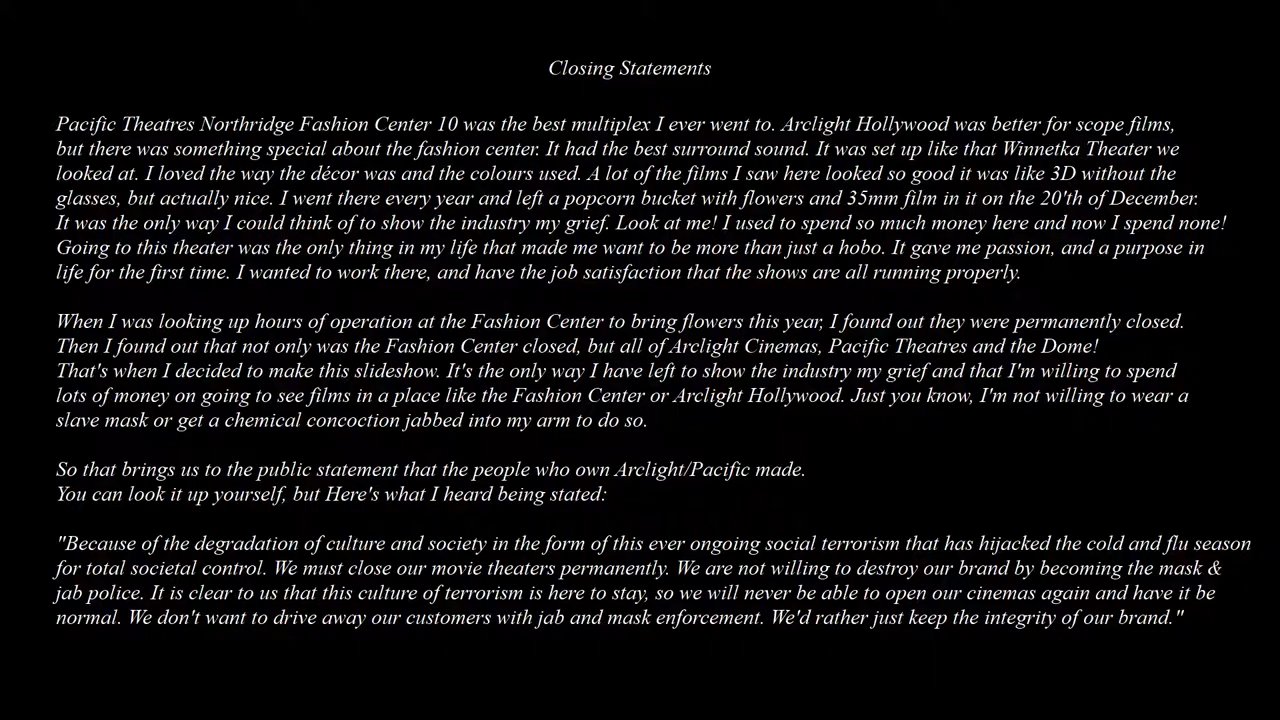 Closing Statements
Pacific Theatres Northridge Fashion Center 10 was the best multiplex I ever went to. Arclight Hollywood was better for scope films,
but there was something special about the fashion center. It had the best surround sound. It was set up like that Winnetka Theater we
looked at. I loved the way the décor was and the colours used. A lot of the films I saw here looked so good it was like 3D without the
glasses, but actually nice. I went there every year and left a popcorn bucket with flowers and 35mm film in it on the 20'th of December.
It was the only way I could think of to show the industry my grief. Look at me! I used to spend so much money here and now I spend none!
Going to this theater was the only thing in my life that made me want to be more than just a hobo. It gave me passion, and a purpose in
life for the first time. I wanted to work there, and have the job satisfaction that the shows are all running properly.
When I was looking up hours of operation at the Fashion Center to bring flowers this year, I found out they were permanently closed.
Then I found out that not only was the Fashion Center closed, but all of Arclight Cinemas, Pacific Theatres and the Dome!
That's when I decided to make this slideshow. It's the only way I have left to show the industry my grief and that I'm willing to spend
lots of money on going to see films in a place like the Fashion Center or Arclight Hollywood. Just you know, I'm not willing to wear a
slave mask or get a chemical concoction jabbed into my arm to do so.
So that brings us to the public statement that the people who own Arclight/Pacific made.
You can look it up yourself, but Here's what I heard being stated:
"Because of the degradation of culture and society in the form of this ever ongoing social terrorism that has hijacked the cold and flu season
for total societal control. We must close our movie theaters permanently. We are not willing to destroy our brand by becoming the mask &
jab police. It is clear to us that this culture of terrorism is here to stay, so we will never be able to open our cinemas again and have it be
normal. We don't want to drive away our customers with jab and mask enforcement. We'd rather just keep the integrity of our brand."